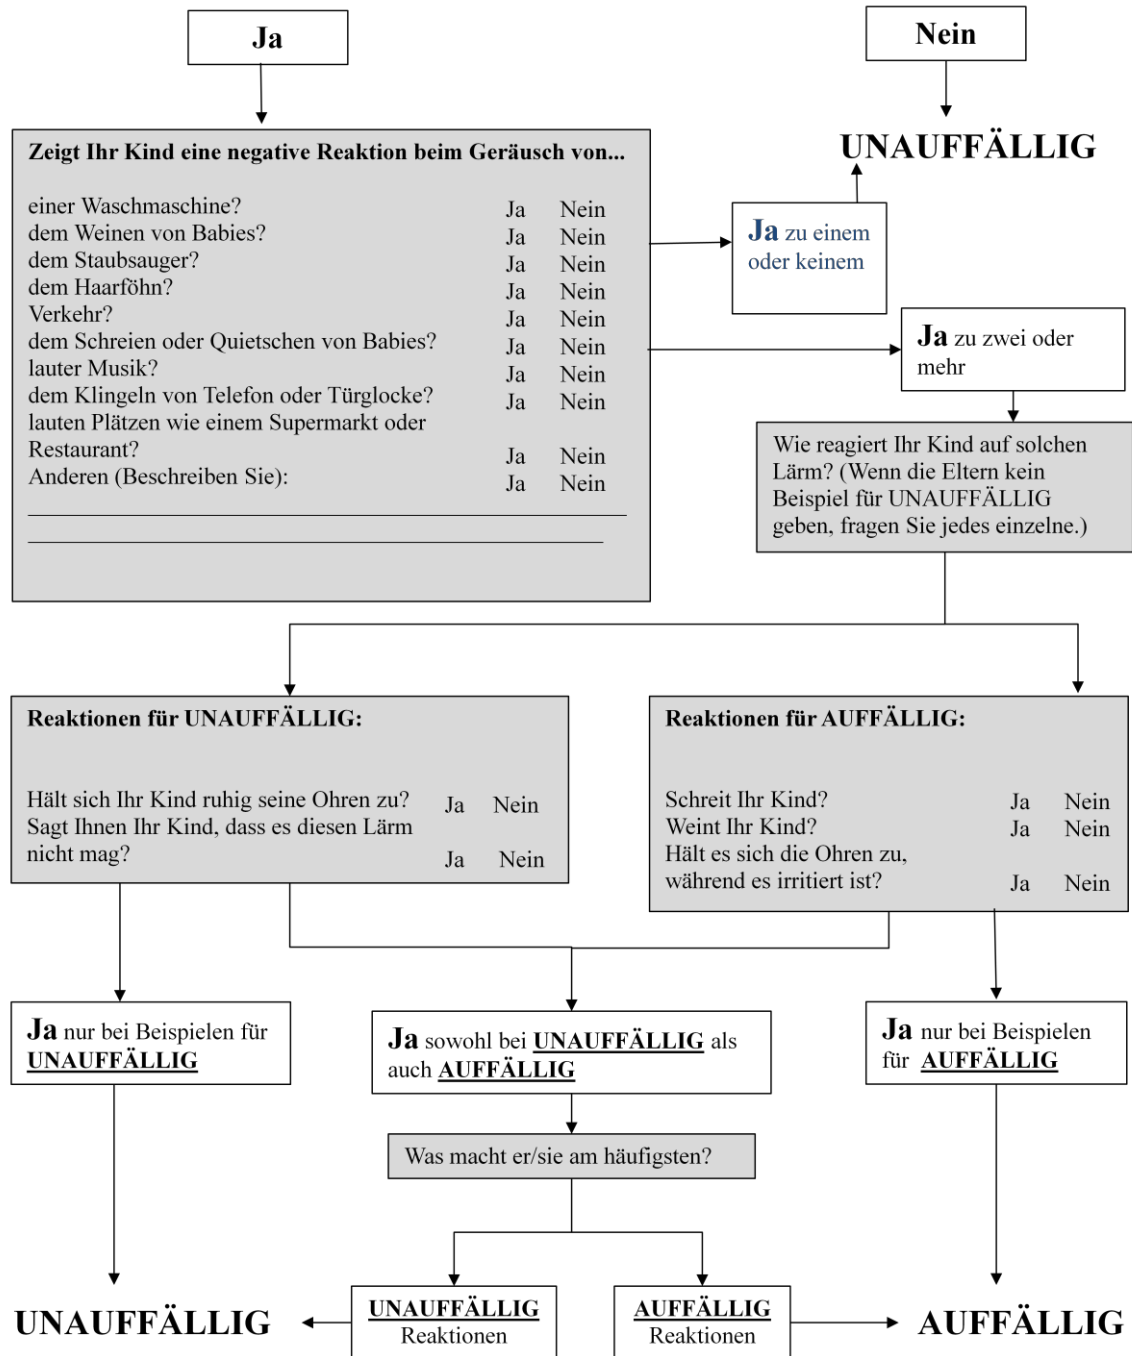 Ja
Nein
UNAUFFÄLLIG
Zeigt Ihr Kind eine negative Reaktion beim Geräusch von...
einer Waschmaschine? Ja Nein
dem Weinen von Babies? Ja Nein
dem Staubsauger? Ja Nein
dem Haarföhn? Ja Nein
Verkehr? Ja Nein
dem Schreien oder Quietschen von Babies? Ja Nein
lauter Musik? Ja Nein
dem Klingeln von Telefon oder Türglocke? Ja Nein
lauten Plätzen wie einem Supermarkt oder
Restaurant? Ja Nein
Anderen (Beschreiben Sie): Ja Nein
Ja zu einem
oder keinem
Ja zu zwei oder
mehr
Wie reagiert Ihr Kind auf solchen
Lärm? (Wenn die Eltern kein
Beispiel für UNAUFFÄLLIG
geben, fragen Sie jedes einzelne.)
Reaktionen für UNAUFFÄLLIG:
Hält sich Ihr Kind ruhig seine Ohren zu? Ja Nein
Sagt Ihnen Ihr Kind, dass es diesen Lärm
nicht mag? Ja Nein
Reaktionen für AUFFÄLLIG:
Schreit Ihr Kind? Ja Nein
Weint Ihr Kind? Ja Nein
Hält es sich die Ohren zu,
während es irritiert ist? Ja Nein
Ja nur bei Beispielen für
UNAUFFÄLLIG
Ja sowohl bei UNAUFFÄLLIG als
auch AUFFÄLLIG
Ja nur bei Beispielen
für AUFFÄLLIG
Was macht er/sie am häufigsten?
UNAUFFÄLLIG
UNAUFFÄLLIG
Reaktionen
AUFFÄLLIG
Reaktionen
AUFFÄLLIG